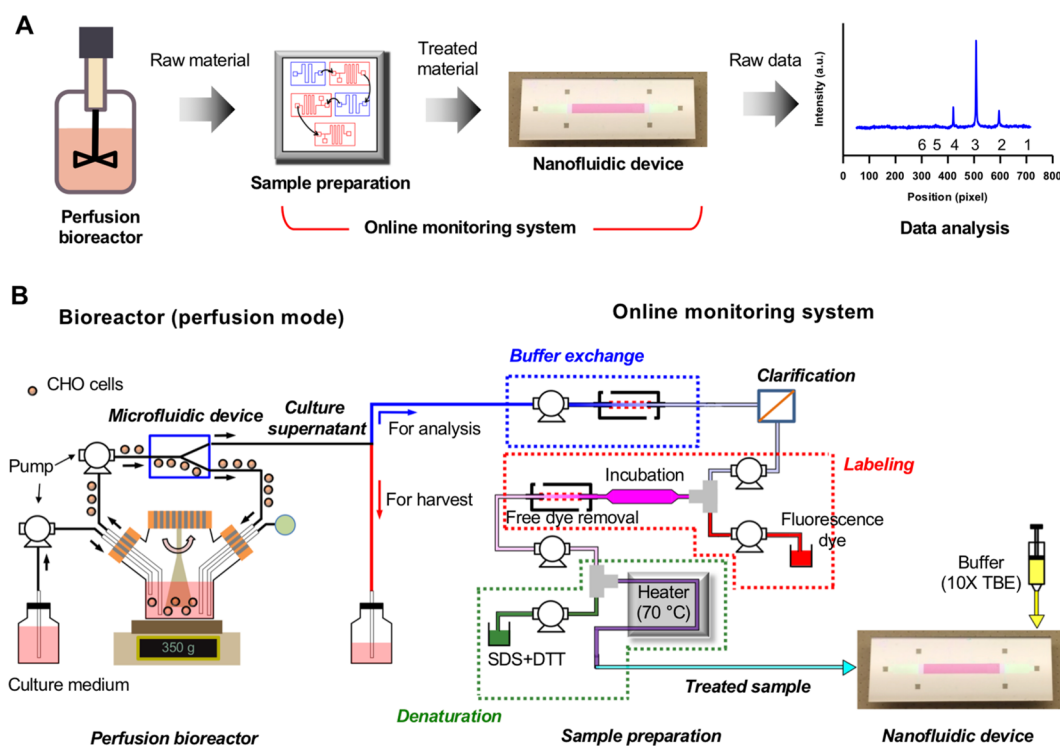 A
Raw material
Treated
material
Raw data
Perfusion
bioreactor
Sample preparation
Nanofluidic device
Online monitoring system
Intensity (a.u.)
6 5 4 3 2 1
0 100 200 300 400 500 600 700 800
Position (pixel)
Data analysis
B
Bioreactor (perfusion mode)
Online monitoring system
CHO cells
Microfluidic device
Culture
supernatant
For analysis
For harvest
Pump
350 g
Culture medium
Perfusion bioreactor
Buffer exchange
Clarification
Labeling
Incubation
Free dye removal
Fluorescence
dye
Heater
(70 °C)
SDS+DTT
Denaturation
Treated sample
Sample preparation
Buffer
(10X TBE)
Nanofluidic device